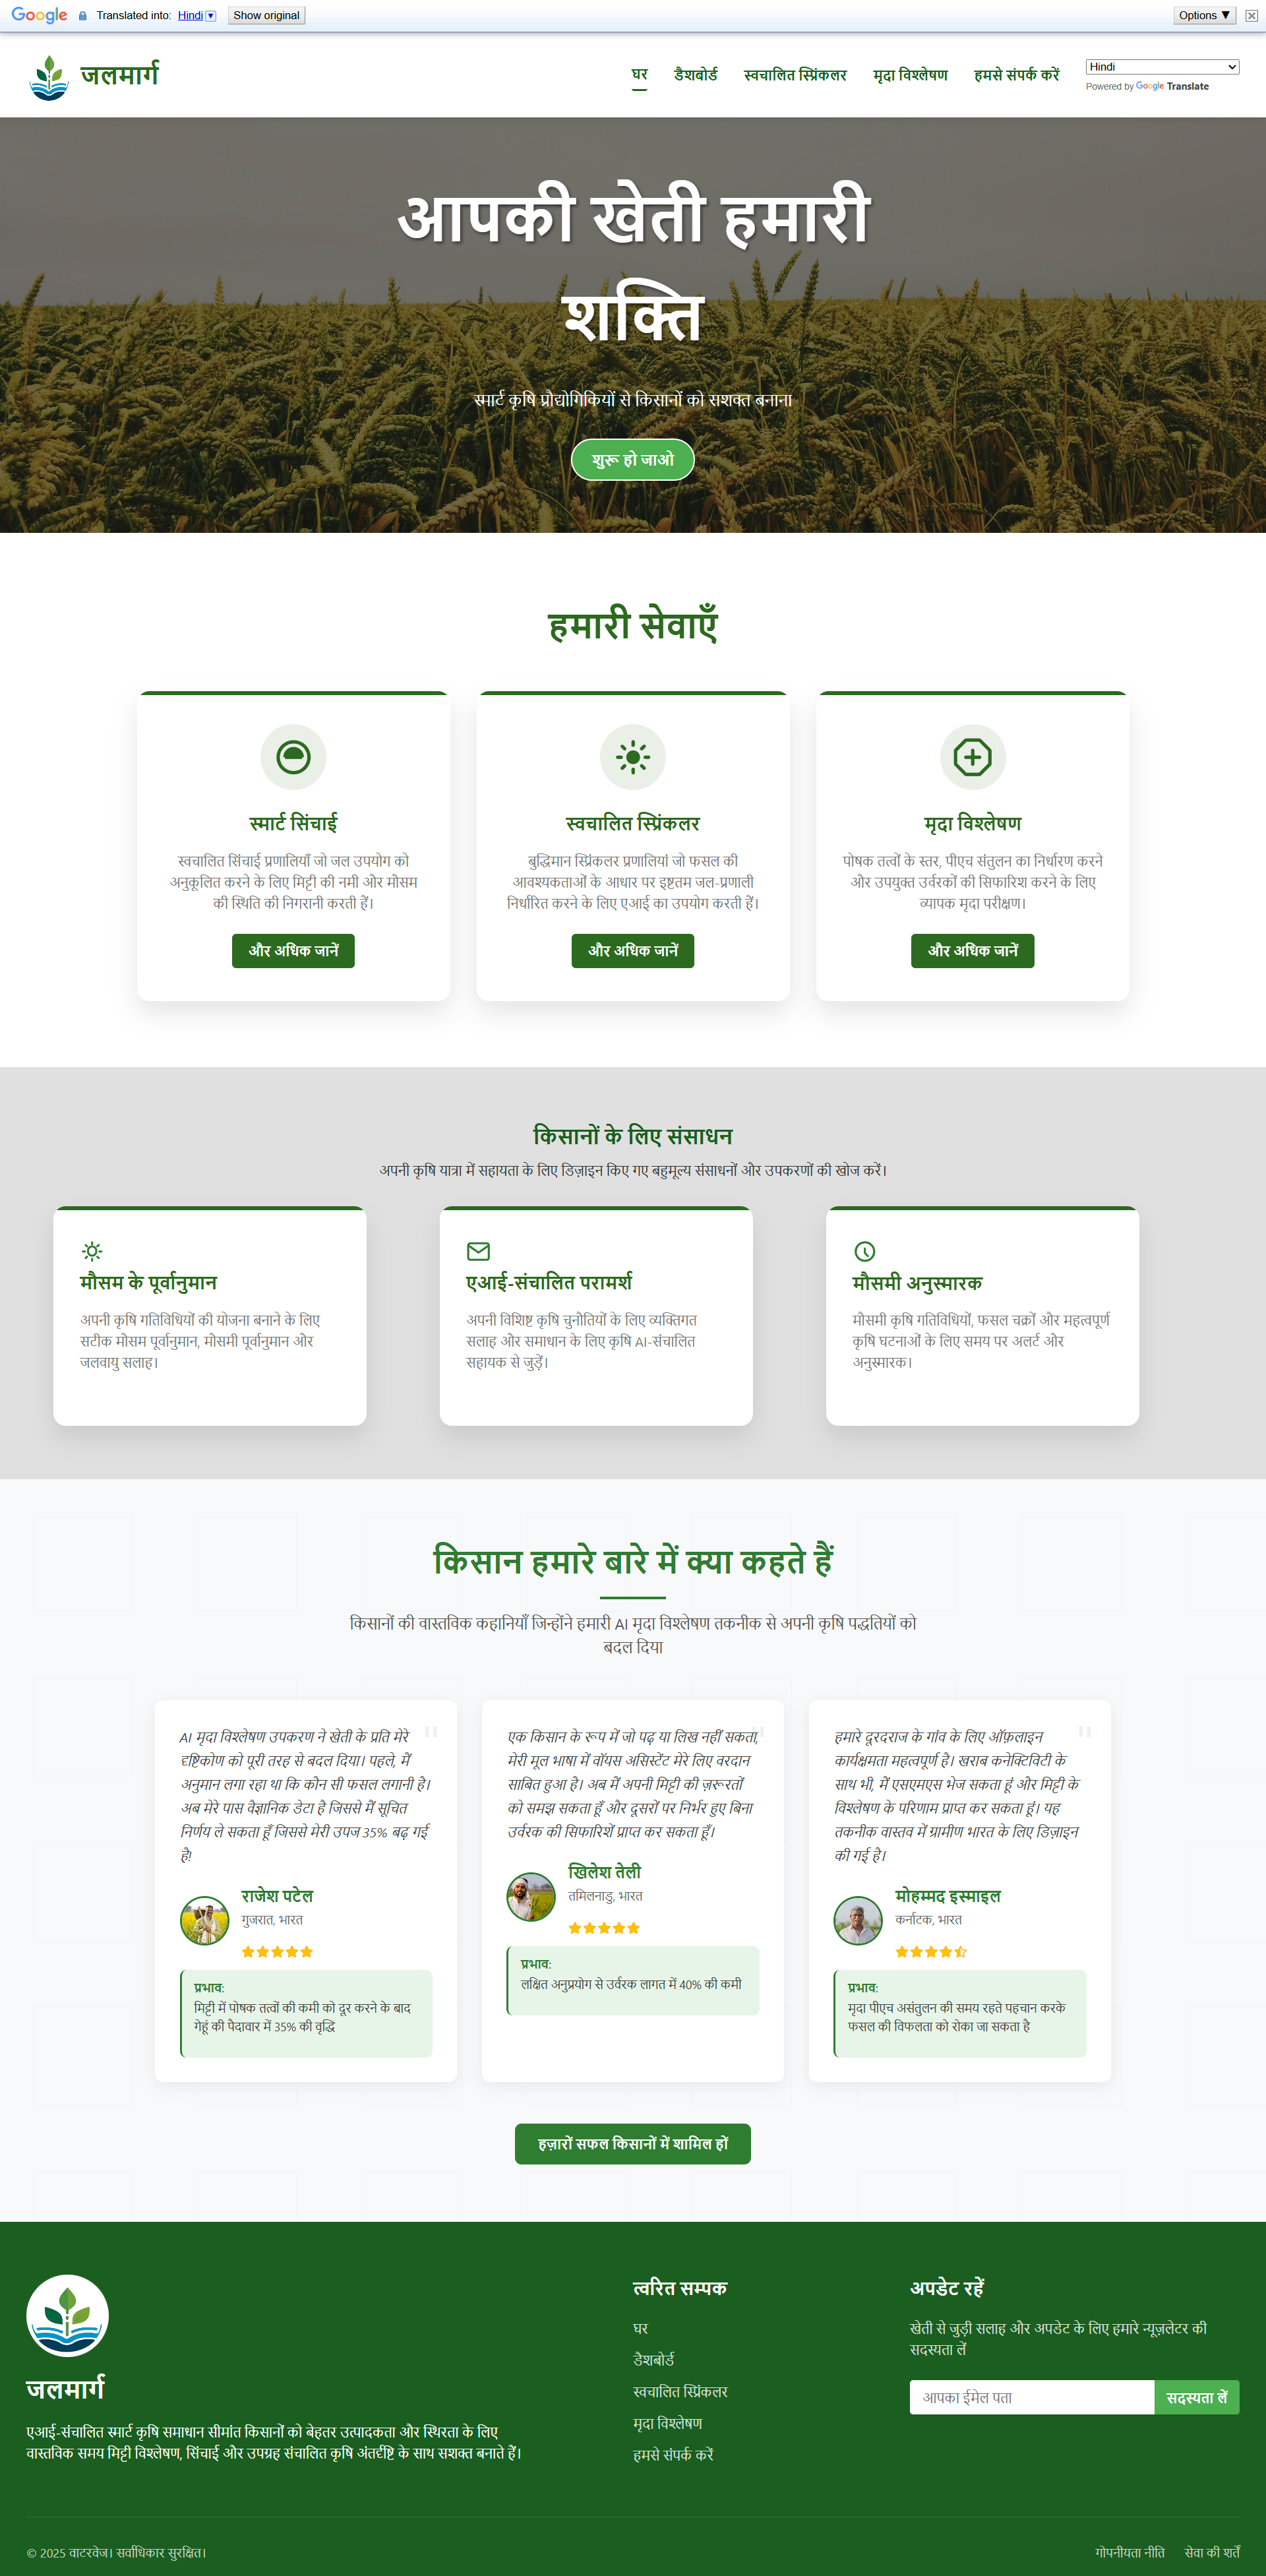 Google Translated into: Hindi Show original Options ▼
जलमार्ग
घर डैशबोर्ड स्वचालित स्प्रिंकलर मृदा विश्लेषण हमसे संपर्क करें
Hindi
Powered by Google Translate
आपकी खेती हमारी
शक्ति
स्मार्ट कृषि प्रौद्योगिकियों से किसानों को सशक्त बनाना
शुरू हो जाओ
हमारी सेवाएँ
स्मार्ट सिंचाई
स्वचालित सिंचाई प्रणालियाँ जो जल उपयोग को
अनुकूलित करने के लिए मिट्टी की नमी और मौसम
की स्थिति की निगरानी करती हैं।
और अधिक जानें
स्वचालित स्प्रिंकलर
बुद्धिमान स्प्रिंकलर प्रणालियां जो फसल की
आवश्यकताओं के आधार पर इष्टतम जल-प्रणाली
निर्धारित करने के लिए एआई का उपयोग करती हैं।
और अधिक जानें
मृदा विश्लेषण
पोषक तत्वों के स्तर, पीएच संतुलन का निर्धारण करने
और उपयुक्त उर्वरकों की सिफारिश करने के लिए
व्यापक मृदा परीक्षण।
और अधिक जानें
किसानों के लिए संसाधन
अपनी कृषि यात्रा में सहायता के लिए डिज़ाइन किए गए बहुमूल्य संसाधनों और उपकरणों की खोज करें।
मौसम के पूर्वानुमान
अपनी कृषि गतिविधियों की योजना बनाने के लिए
सटीक मौसम पूर्वानुमान, मौसमी पूर्वानुमान और
जलवायु सलाह।
एआई-संचालित परामर्श
अपनी विशिष्ट कृषि चुनौतियों के लिए व्यक्तिगत
सलाह और समाधान के लिए कृषि AI-संचालित
सहायक से जुड़ें।
मौसमी अनुस्मारक
मौसमी कृषि गतिविधियों, फसल चक्रों और महत्वपूर्ण
कृषि घटनाओं के लिए समय पर अलर्ट और
अनुस्मारक।
किसान हमारे बारे में क्या कहते हैं
किसानों की वास्तविक कहानियाँ जिन्होंने हमारी AI मृदा विश्लेषण तकनीक से अपनी कृषि पद्धतियों को
बदल दिया
"
AI मृदा विश्लेषण उपकरण ने खेती के प्रति मेरे
दृष्टिकोण को पूरी तरह से बदल दिया। पहले, मैं
अनुमान लगा रहा था कि कौन सी फसल लगानी है।
अब मेरे पास वैज्ञानिक डेटा है जिससे मैं सूचित
निर्णय ले सकता हूँ जिससे मेरी उपज 35% बढ़ गई
है!
राजेश पटेल
गुजरात, भारत
प्रभाव:
मिट्टी में पोषक तत्वों की कमी को दूर करने के बाद
गेहूं की पैदावार में 35% की वृद्धि
"
एक किसान के रूप में जो पढ़ या लिख नहीं सकता,
मेरी मूल भाषा में वॉयस असिस्टेंट मेरे लिए वरदान
साबित हुआ है। अब मैं अपनी मिट्टी की ज़रूरतों
को समझ सकता हूँ और दूसरों पर निर्भर हुए बिना
उर्वरक की सिफारिशें प्राप्त कर सकता हूँ।
खिलेश तेली
तमिलनाडु, भारत
प्रभाव:
लक्षित अनुप्रयोग से उर्वरक लागत में 40% की कमी
"
हमारे दूरदराज के गांव के लिए ऑफ़लाइन
कार्यक्षमता महत्वपूर्ण है। खराब कनेक्टिविटी के
साथ भी, मैं एसएमएस भेज सकता हूं और मिट्टी के
विश्लेषण के परिणाम प्राप्त कर सकता हूं। यह
तकनीक वास्तव में ग्रामीण भारत के लिए डिज़ाइन
की गई है।
मोहम्मद इस्माइल
कर्नाटक, भारत
प्रभाव:
मृदा पीएच असंतुलन की समय रहते पहचान करके
फसल की विफलता को रोका जा सकता है
हज़ारों सफल किसानों में शामिल हों
जलमार्ग
एआई-संचालित स्मार्ट कृषि समाधान सीमांत किसानों को बेहतर उत्पादकता और स्थिरता के लिए
वास्तविक समय मिट्टी विश्लेषण, सिंचाई और उपग्रह संचालित कृषि अंतर्दृष्टि के साथ सशक्त बनाते हैं।
त्वरित सम्पक
घर
डैशबोर्ड
स्वचालित स्प्रिंकलर
मृदा विश्लेषण
हमसे संपर्क करें
अपडेट रहें
खेती से जुड़ी सलाह और अपडेट के लिए हमारे न्यूज़लेटर की
सदस्यता लें
आपका ईमेल पता सदस्यता लें
© 2025 वाटरवेज। सर्वाधिकार सुरक्षित।
गोपनीयता नीति सेवा की शर्तें